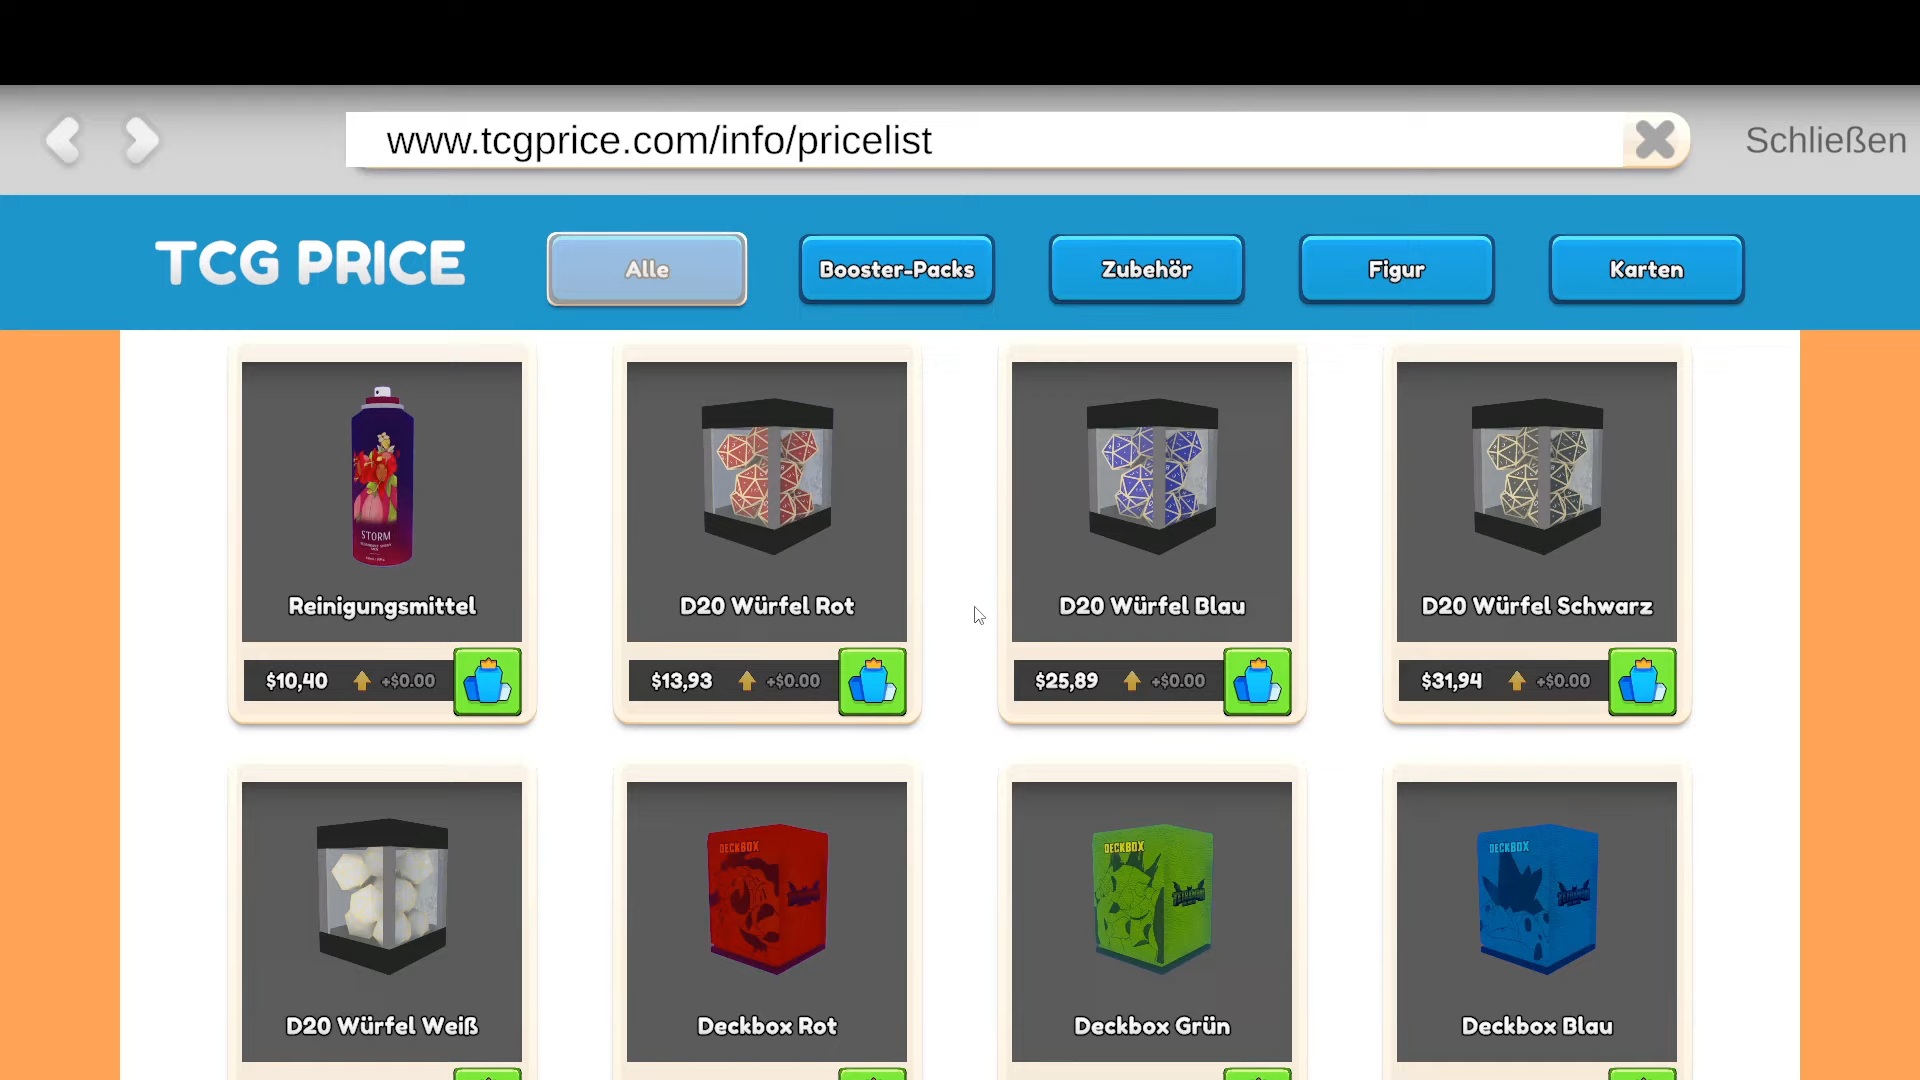 www.tcgprice.com/info/pricelist
Schließen
TCG PRICE
Alle
Booster-Packs
Zubehör
Figur
Karten
STORM
Reinigungsmittel
D20 Würfel Rot
D20 Würfel Blau
D20 Würfel Schwarz
$10,40 +$0.00
$13,93 +$0.00
$25,89 +$0.00
$31,94 +$0.00
DECKBOX
DECKBOX
DECKBOX
D20 Würfel Weiß
Deckbox Rot
Deckbox Grün
Deckbox Blau